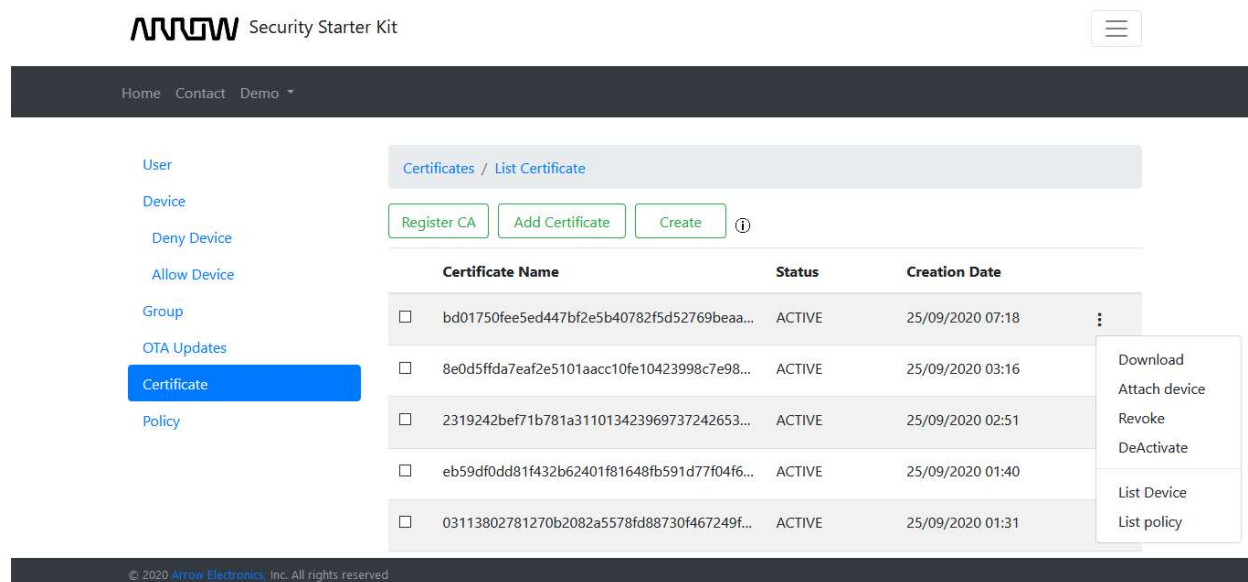 ARROW Security Starter Kit
Home Contact Demo
User
Device
Deny Device
Allow Device
Group
OTA Updates
Certificate
Policy
Certificates / List Certificate
Register CA Add Certificate Create
Certificate Name Status Creation Date
bd01750fee5ed447bf2e5b40782f5d52769beaa... ACTIVE 25/09/2020 07:18
8e0d5ffda7eaf2e5101aacc10fe10423998c7e98... ACTIVE 25/09/2020 03:16
2319242bef71b781a311013423969737242653... ACTIVE 25/09/2020 02:51
eb59df0dd81f432b62401f81648fb591d77f04f6... ACTIVE 25/09/2020 01:40
03113802781270b2082a5578fd88730f467249f... ACTIVE 25/09/2020 01:31
Download
Attach device
Revoke
DeActivate
List Device
List policy
© 2020 Arrow Electronics, Inc. All rights reserved